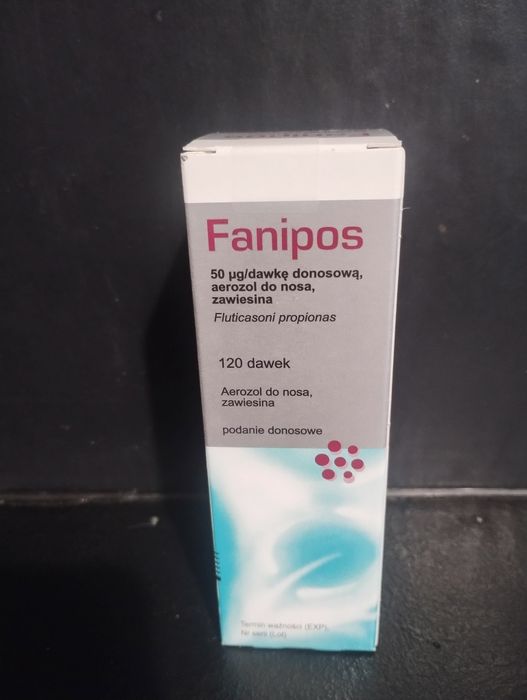 Fanipos
50 µg/dawkę donosową,
aerozol do nosa,
zawiesina
Fluticasoni propionas
120 dawek
Aerozol do nosa,
zawiesina
podanie donosowe
Termin ważności (EXP),
Nr serii (Lot)